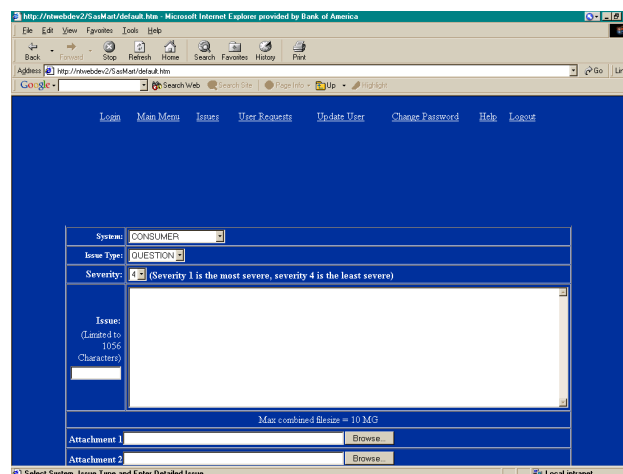 http://ntwebdev2/SasMart/default.htm - Microsoft Internet Explorer provided by Bank of America
File Edit View Favorites Tools Help
Back Forward Stop Refresh Home Search Favorites History Print
Address http://ntwebdev2/SasMart/default.htm Go Lin
Google Search Web Search Site Page Info Up Highlight
Login Main Menu Issues User Requests Update User Change Password Help Logout
System: CONSUMER
Issue Type: QUESTION
Severity: 4 (Severity 1 is the most severe, severity 4 is the least severe)
Issue:
(Limited to
1056
Characters)
Max combined filesize = 10 MG
Attachment 1 Browse...
Attachment 2 Browse...
Select System, Issue Type and Enter Detailed Issue Local intranet